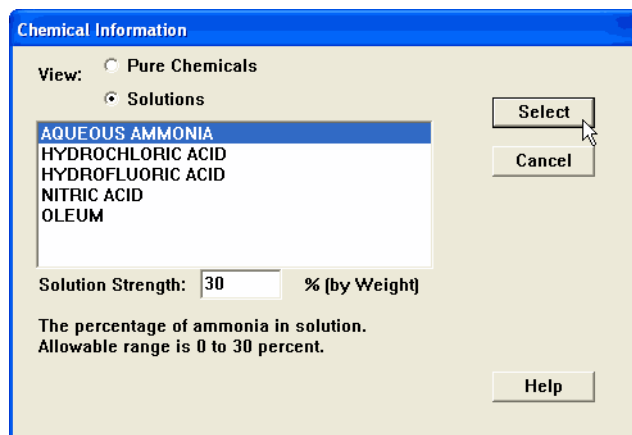 Chemical Information
View: Pure Chemicals
Solutions
Select
AQUEOUS AMMONIA
HYDROCHLORIC ACID
HYDROFLUORIC ACID
NITRIC ACID
OLEUM
Cancel
Solution Strength: 30 % (by Weight)
The percentage of ammonia in solution.
Allowable range is 0 to 30 percent.
Help